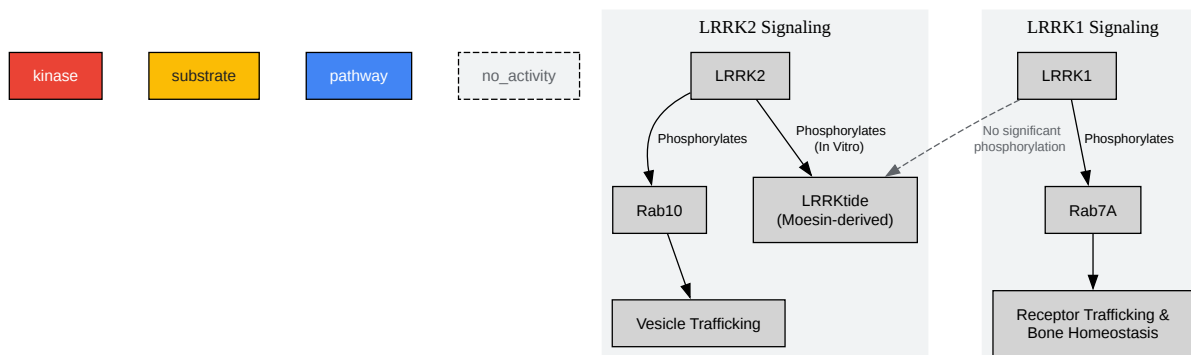 LRRK2 Signaling
LRRK1 Signaling
kinase
substrate
pathway
no_activity
LRRK2
LRRK1
Phosphorylates
Phosphorylates
(In Vitro)
No significant
phosphorylation
Phosphorylates
Rab10
LRRKtide
(Moesin-derived)
Rab7A
Vesicle Trafficking
Receptor Trafficking &
Bone Homeostasis